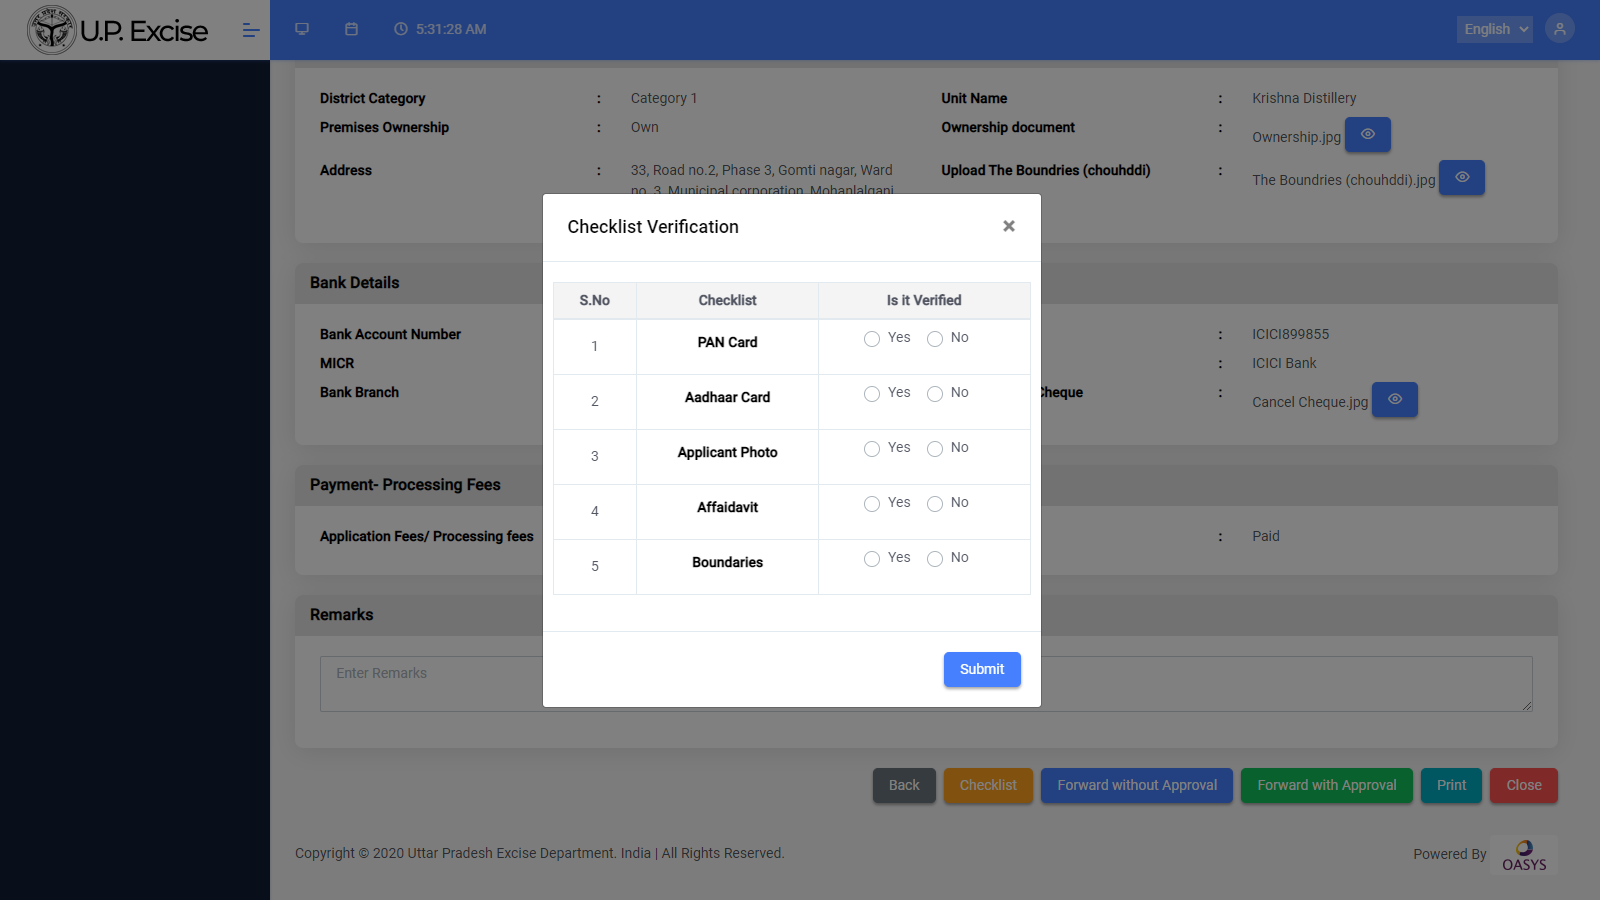 U.P. Excise
5:31:28 AM
English
District Category : Category 1
Unit Name : Krishna Distillery
Premises Ownership : Own
Ownership document : Ownership.jpg
Address : 33, Road no.2, Phase 3, Gomti nagar, Ward
no. 3, Municipal corporation, Mohanlalganj
Upload The Boundries (chouhddi) : The Boundries (chouhddi).jpg
Checklist Verification
×
S.No Checklist Is it Verified
1 PAN Card Yes No
2 Aadhaar Card Yes No
3 Applicant Photo Yes No
4 Affaidavit Yes No
5 Boundaries Yes No
Submit
Bank Details
Bank Account Number : ICICI899855
MICR : ICICI Bank
Bank Branch Cheque : Cancel Cheque.jpg
Payment- Processing Fees
Application Fees/ Processing fees : Paid
Remarks
Enter Remarks
Back Checklist Forward without Approval Forward with Approval Print Close
Copyright © 2020 Uttar Pradesh Excise Department. India | All Rights Reserved.
Powered By OASYS